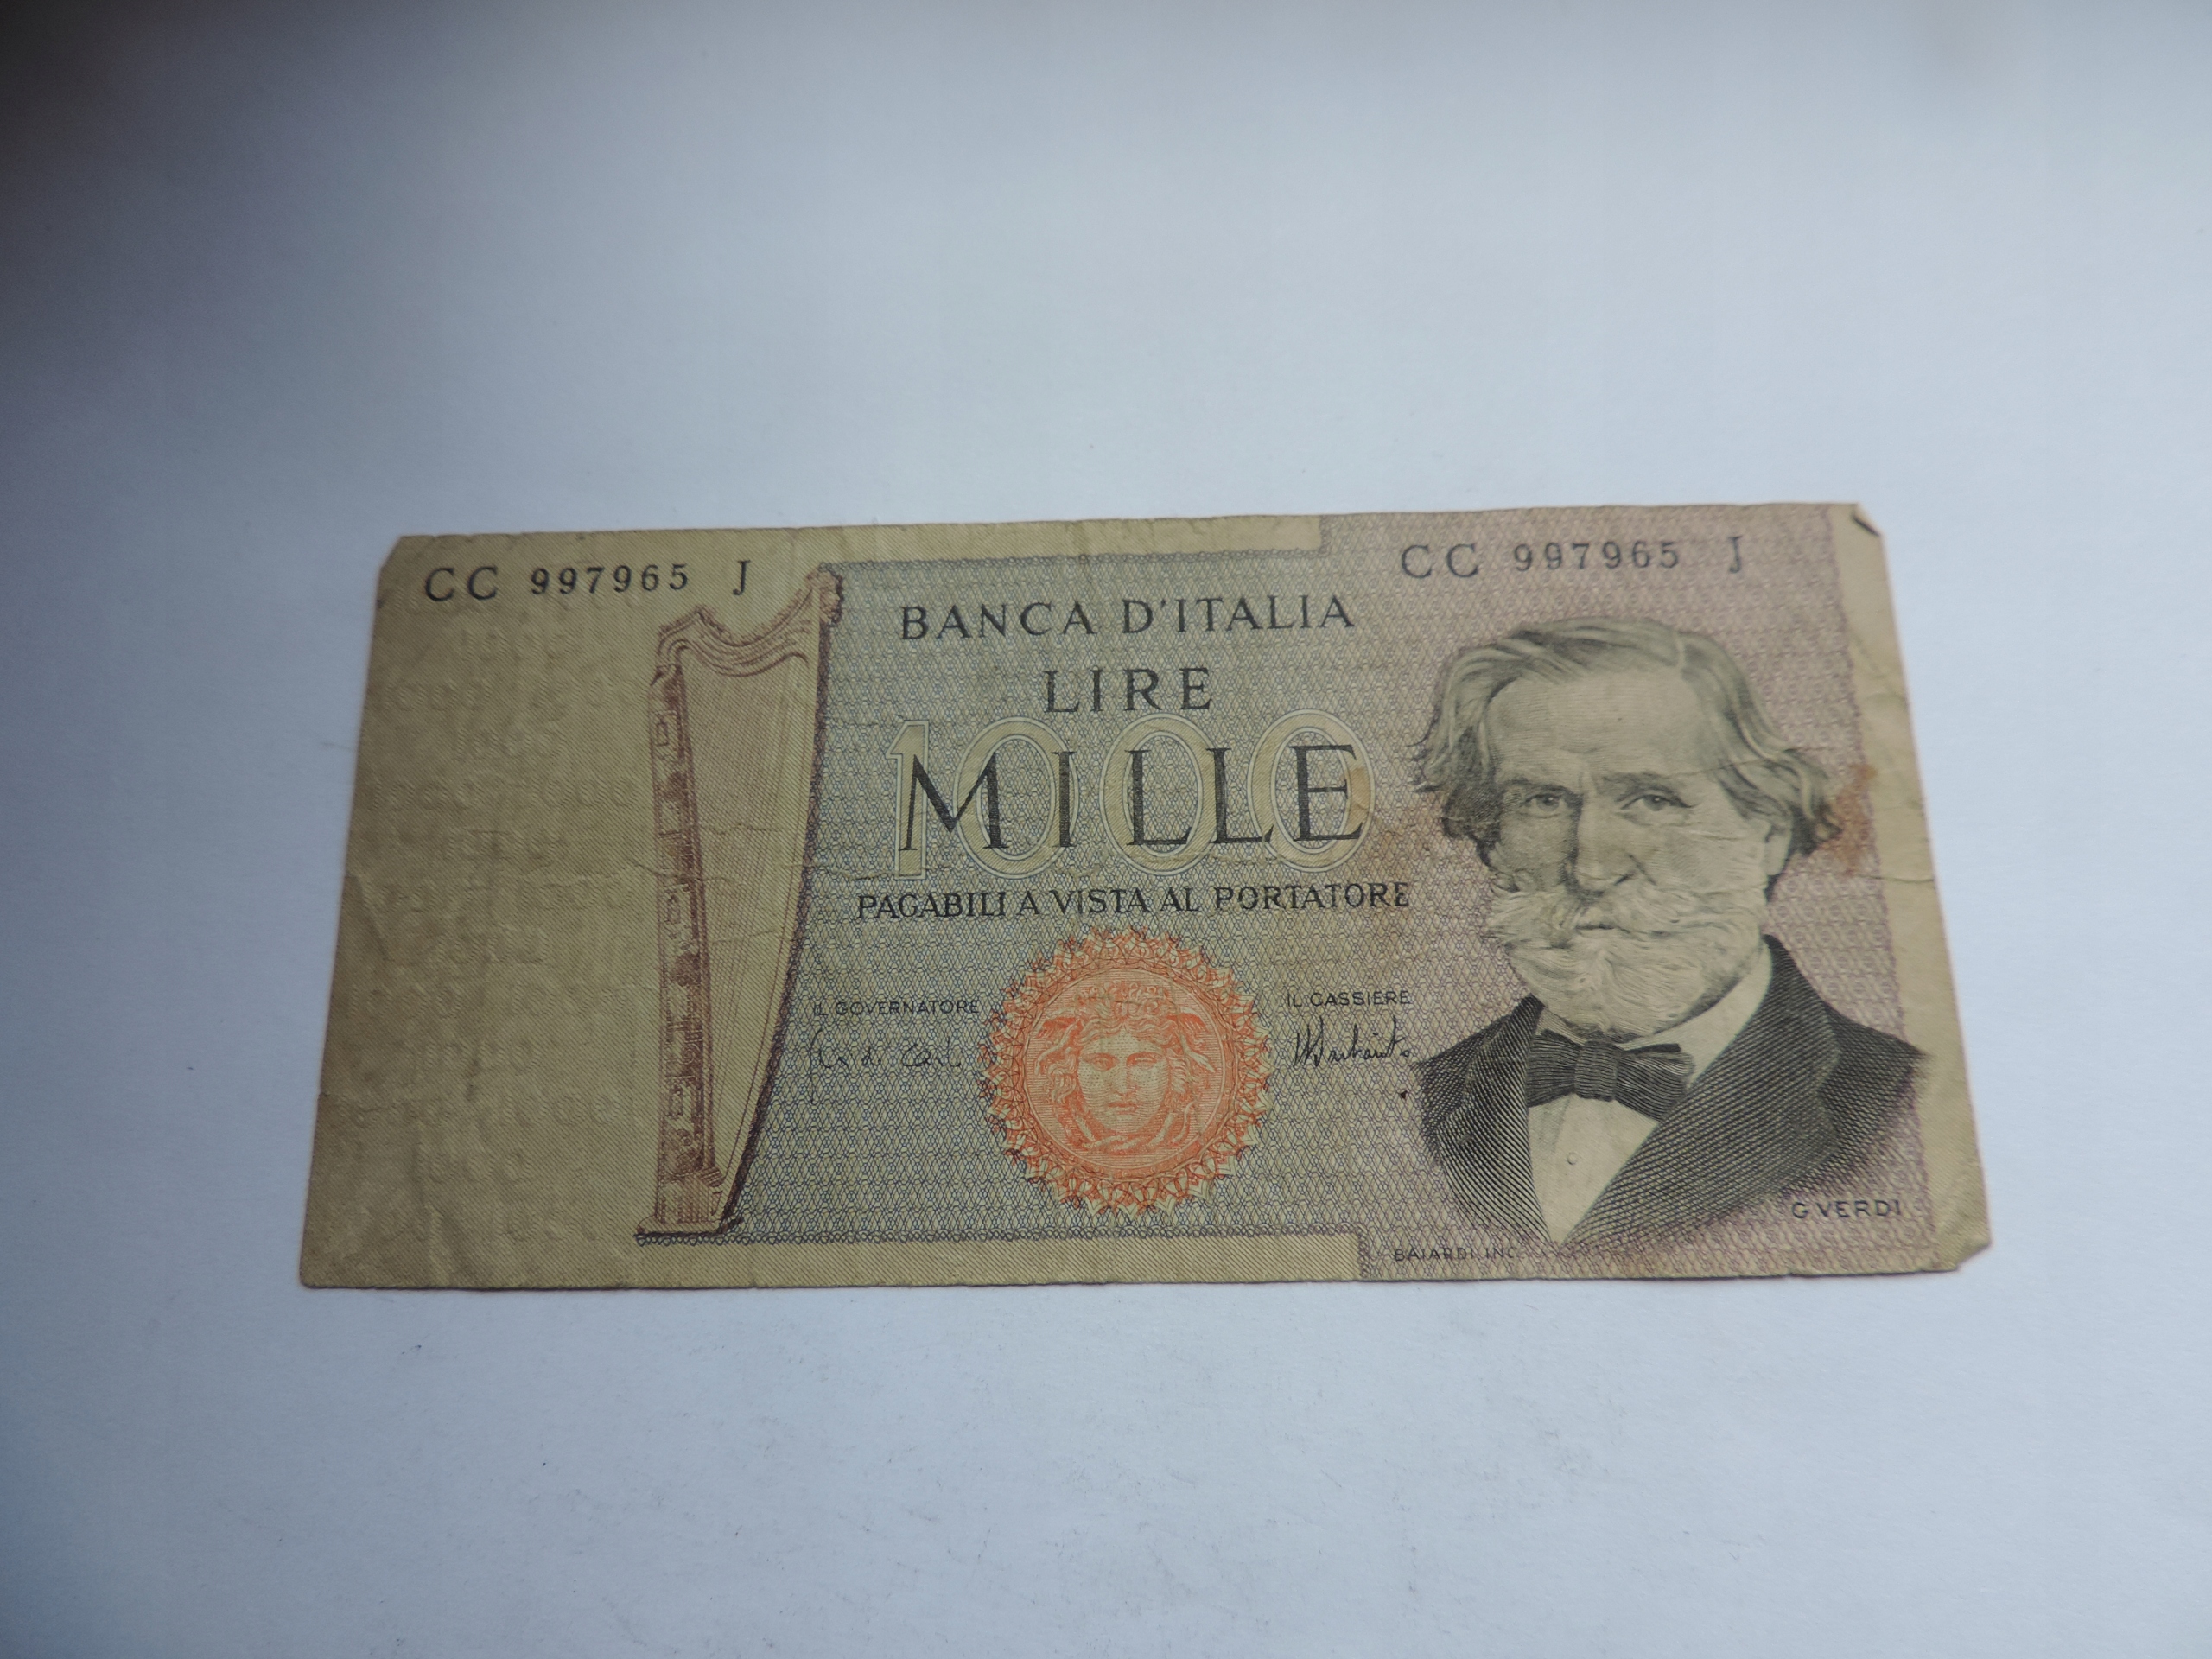 CC 997965 J
CC 997965 J
BANCA D'ITALIA
LIRE
1000
MILLE
PAGABILI A VISTA AL PORTATORE
IL GOVERNATORE
IL CASSIERE
G. VERDI
BAIARDI INC.